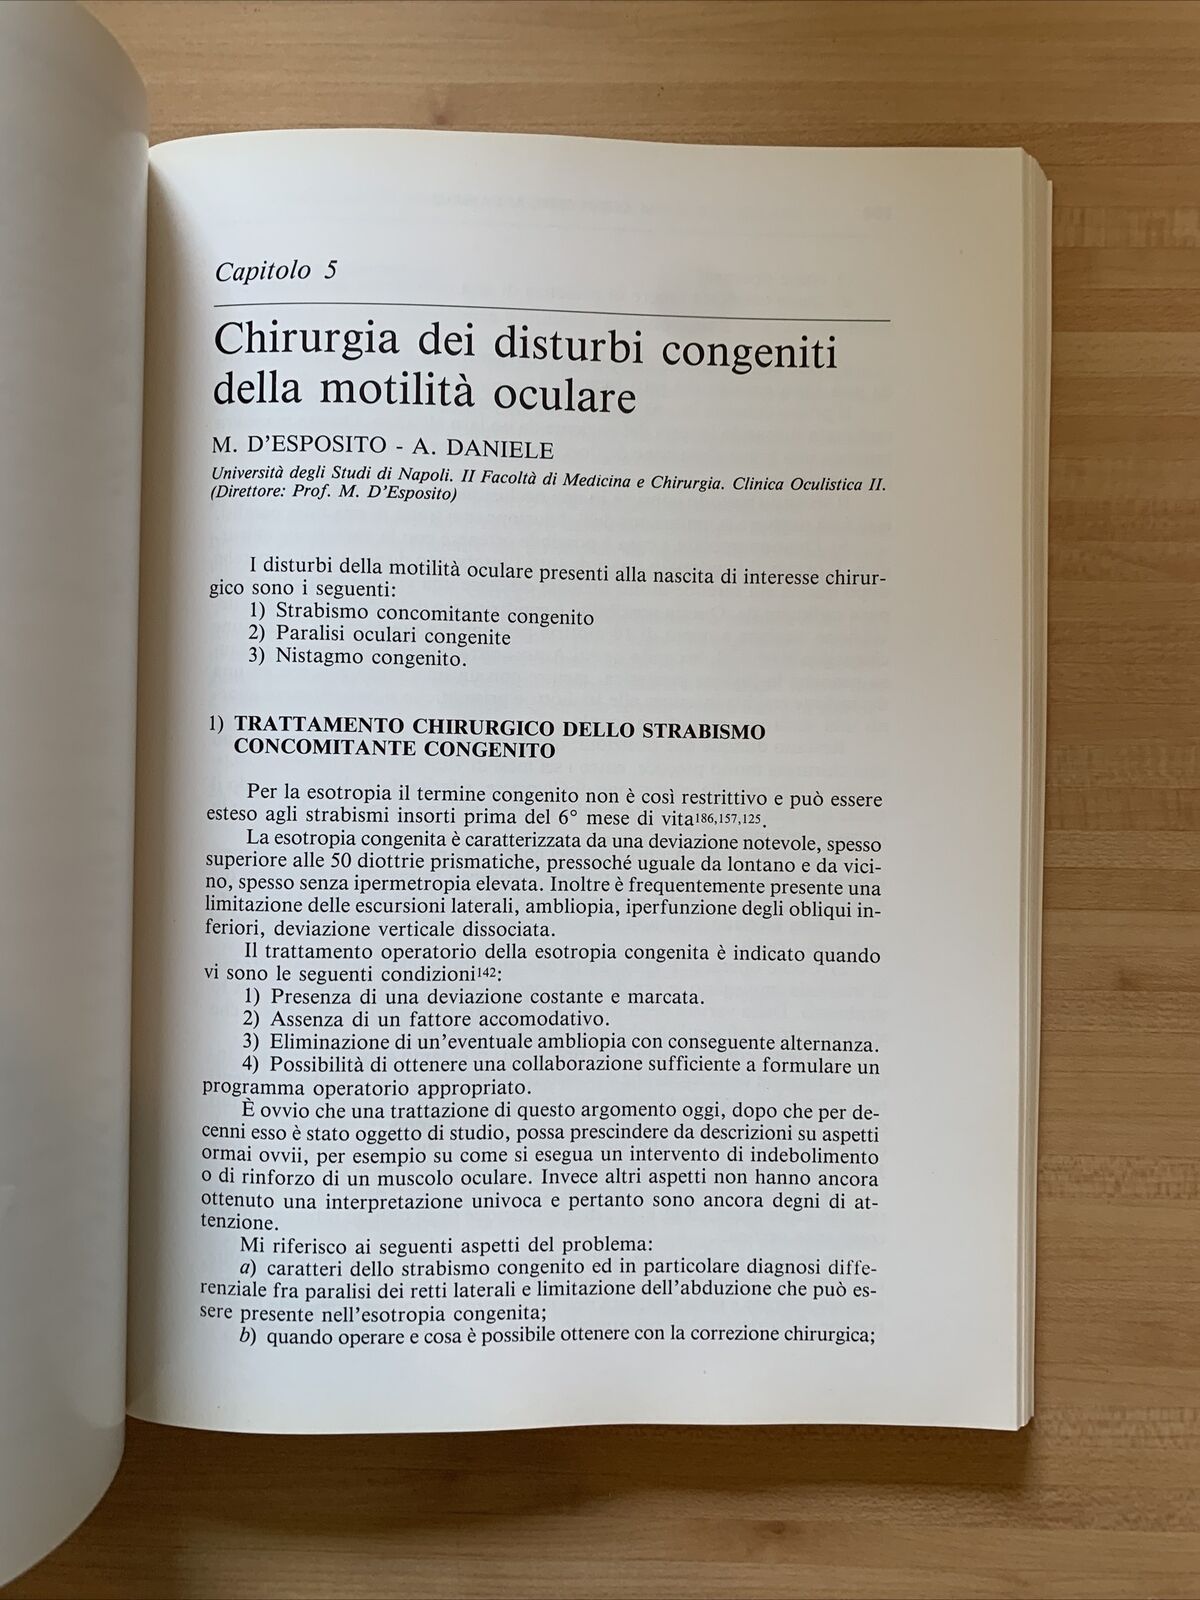 Capitolo 5
Chirurgia dei disturbi congeniti
della motilità oculare
M. D'ESPOSITO - A. DANIELE
Università degli Studi di Napoli. II Facoltà di Medicina e Chirurgia. Clinica Oculistica II.
(Direttore: Prof. M. D'Esposito)
I disturbi della motilità oculare presenti alla nascita di interesse chirur-
gico sono i seguenti:
1) Strabismo concomitante congenito
2) Paralisi oculari congenite
3) Nistagmo congenito.
1) TRATTAMENTO CHIRURGICO DELLO STRABISMO
CONCOMITANTE CONGENITO
Per la esotropia il termine congenito non è così restrittivo e può essere
esteso agli strabismi insorti prima del 6° mese di vita186,157,125.
La esotropia congenita è caratterizzata da una deviazione notevole, spesso
superiore alle 50 diottrie prismatiche, pressoché uguale da lontano e da vici-
no, spesso senza ipermetropia elevata. Inoltre è frequentemente presente una
limitazione delle escursioni laterali, ambliopia, iperfunzione degli obliqui in-
feriori, deviazione verticale dissociata.
Il trattamento operatorio della esotropia congenita è indicato quando
vi sono le seguenti condizioni142:
1) Presenza di una deviazione costante e marcata.
2) Assenza di un fattore accomodativo.
3) Eliminazione di un'eventuale ambliopia con conseguente alternanza.
4) Possibilità di ottenere una collaborazione sufficiente a formulare un
programma operatorio appropriato.
È ovvio che una trattazione di questo argomento oggi, dopo che per de-
cenni esso è stato oggetto di studio, possa prescindere da descrizioni su aspetti
ormai ovvii, per esempio su come si esegua un intervento di indebolimento
o di rinforzo di un muscolo oculare. Invece altri aspetti non hanno ancora
ottenuto una interpretazione univoca e pertanto sono ancora degni di at-
tenzione.
Mi riferisco ai seguenti aspetti del problema:
a) caratteri dello strabismo congenito ed in particolare diagnosi diffe-
renziale fra paralisi dei retti laterali e limitazione dell'abduzione che può es-
sere presente nell'esotropia congenita;
b) quando operare e cosa è possibile ottenere con la correzione chirurgica;